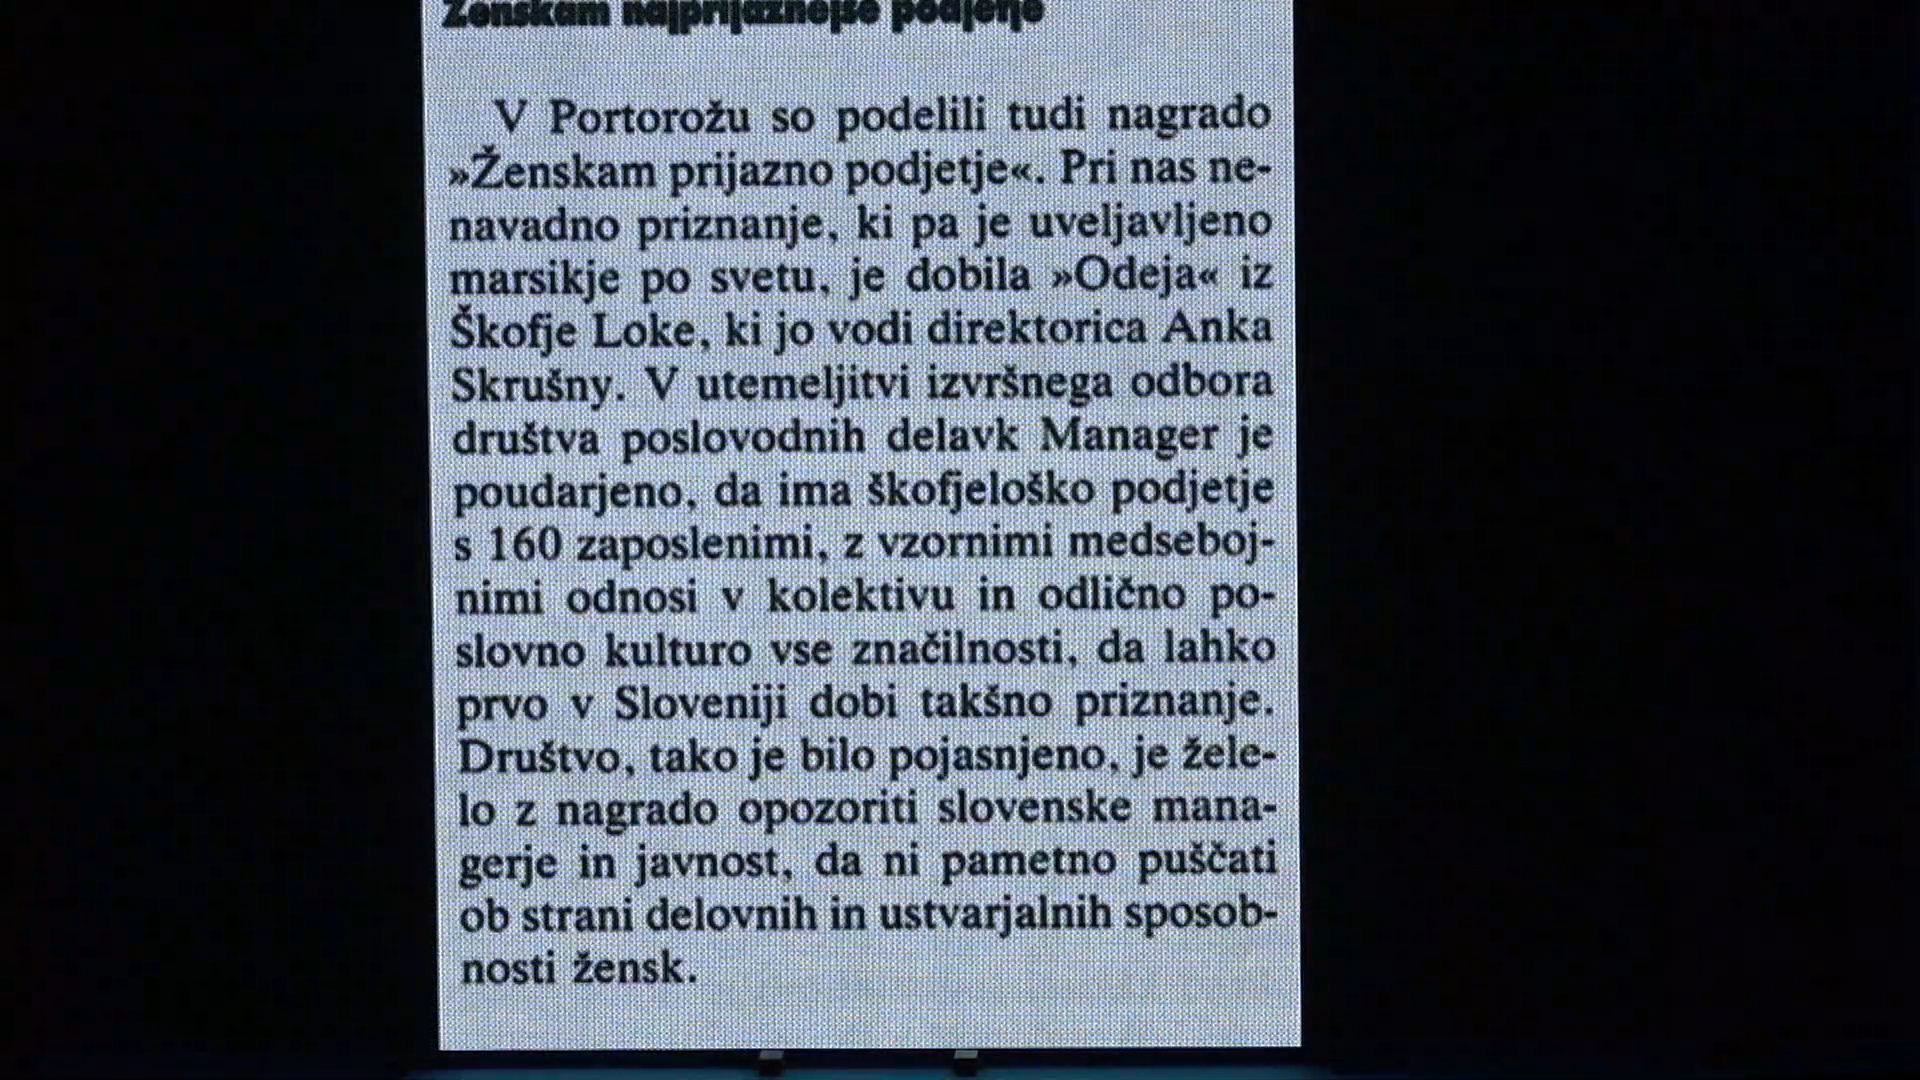 Ženskam najprijaznejše podjetje
V Portorožu so podelili tudi nagrado
»Ženskam prijazno podjetje«. Pri nas ne-
navadno priznanje, ki pa je uveljavljeno
marsikje po svetu, je dobila »Odeja« iz
Škofje Loke, ki jo vodi direktorica Anka
Skrušny. V utemeljitvi izvršnega odbora
društva poslovodnih delavk Manager je
poudarjeno, da ima škofjeloško podjetje
s 160 zaposlenimi, z vzornimi medseboj-
nimi odnosi v kolektivu in odlično po-
slovno kulturo vse značilnosti, da lahko
prvo v Sloveniji dobi takšno priznanje.
Društvo, tako je bilo pojasnjeno, je žele-
lo z nagrado opozoriti slovenske mana-
gerje in javnost, da ni pametno puščati
ob strani delovnih in ustvarjalnih sposob-
nosti žensk.